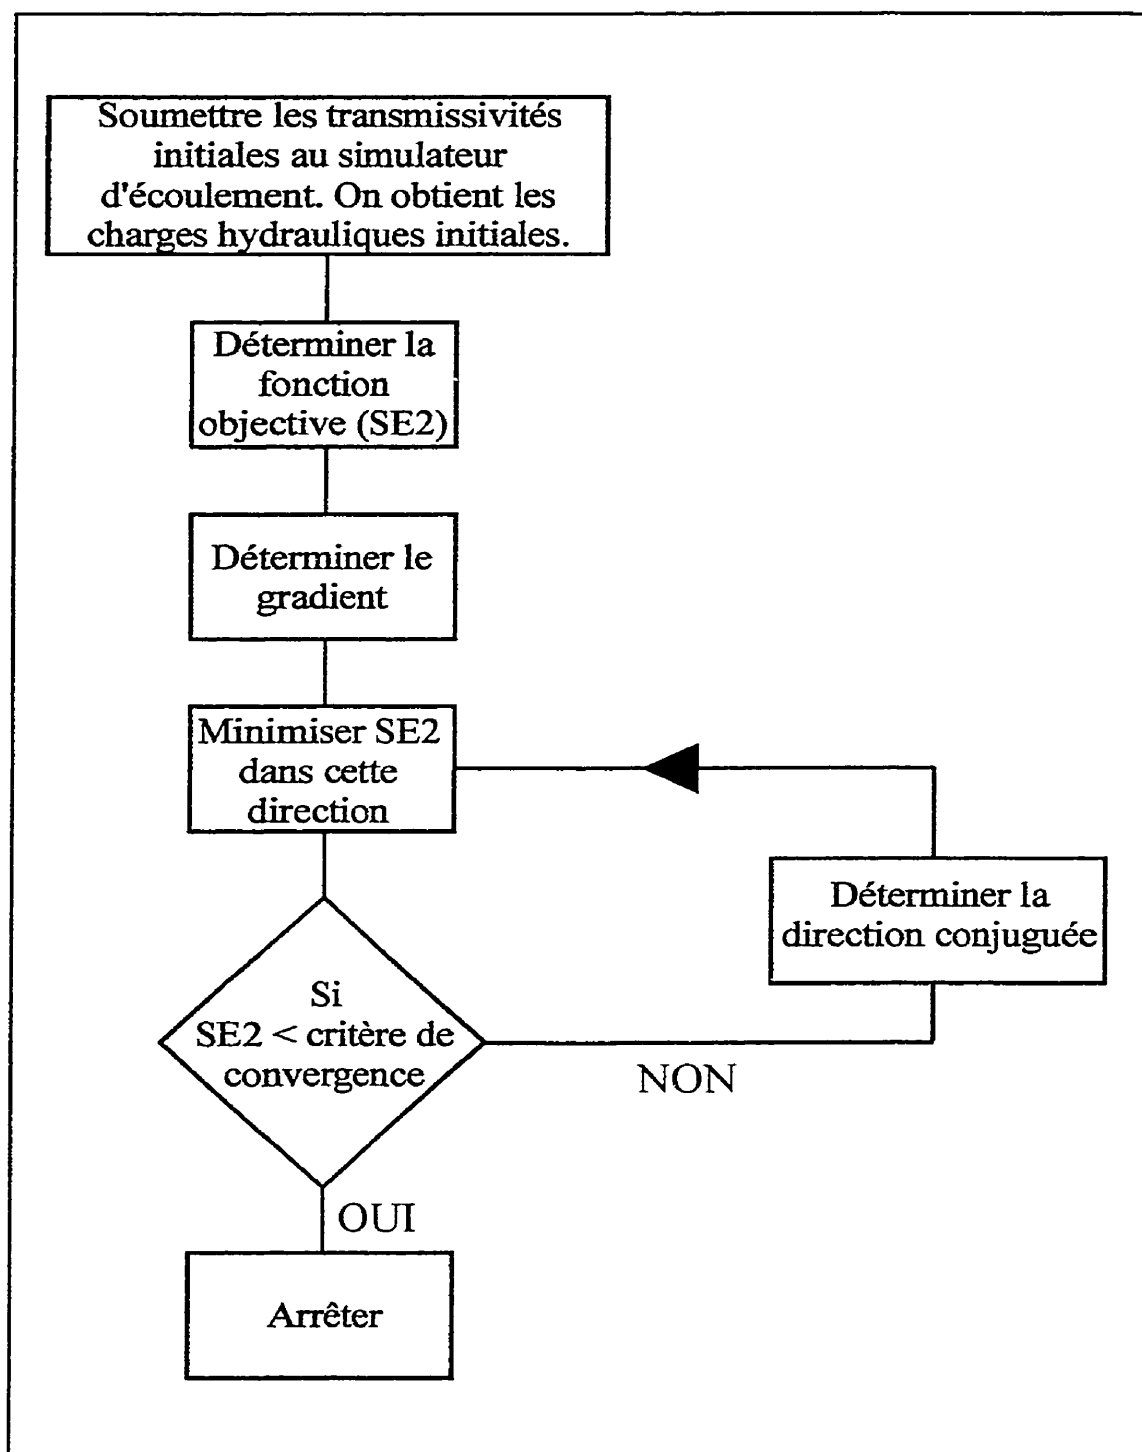 Soumettre les transmissivités
initiales au simulateur
d'écoulement. On obtient les
charges hydrauliques initiales.
Déterminer la
fonction
objective (SE2)
Déterminer le
gradient
Minimiser SE2
dans cette
direction
Déterminer la
direction conjuguée
Si
SE2 < critère de
convergence
NON
OUI
Arrêter